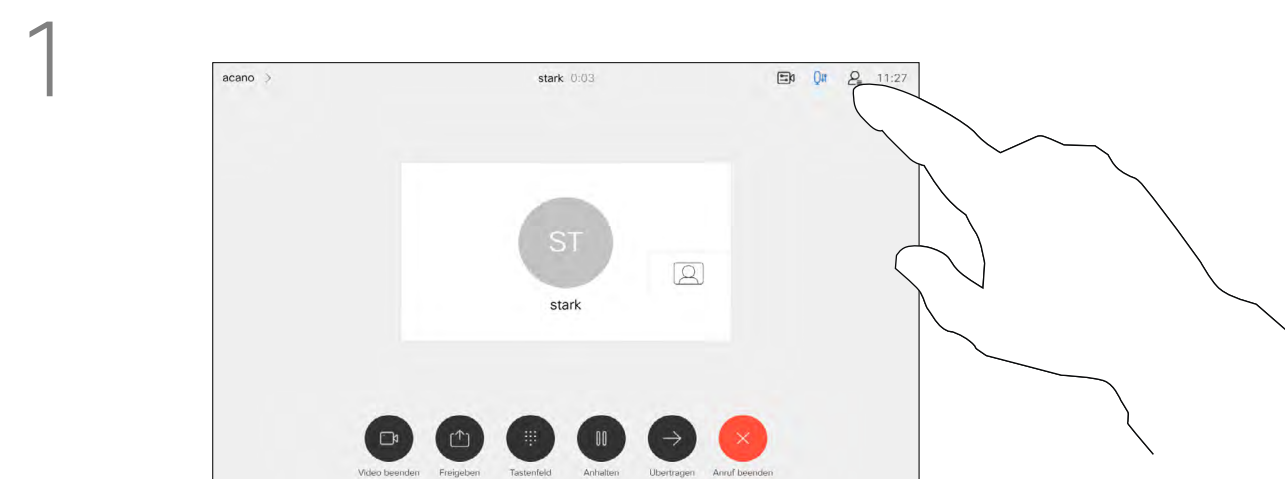 1
acano > stark 0:03 11:27
ST
stark
Video beenden Freigeben Tastenfeld Anhalten Übertragen Anruf beenden